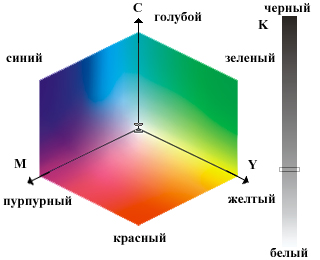 C
голубой
черный
K
синий
зеленый
M
Y
пурпурный
желтый
красный
белый